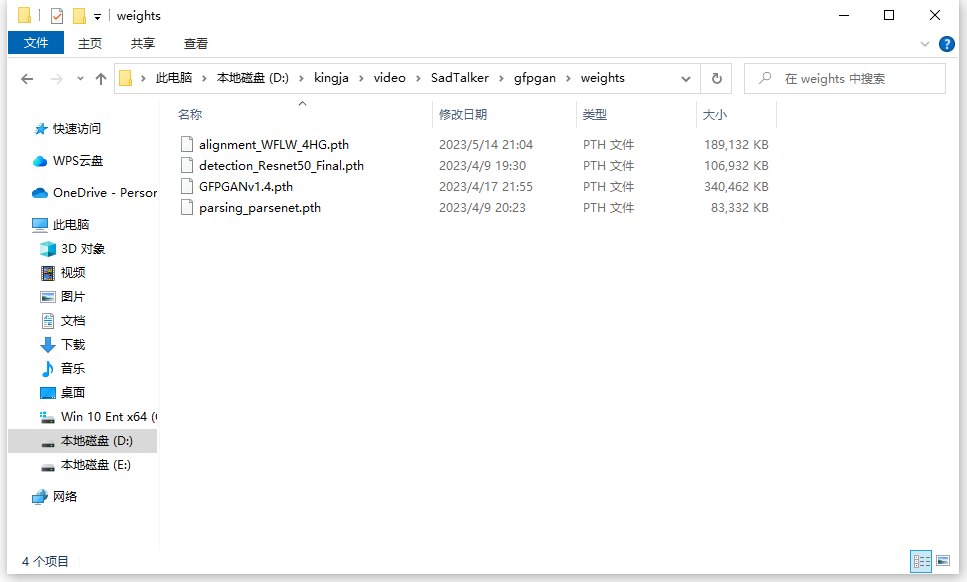 weights
文件 主页 共享 查看
此电脑 › 本地磁盘 (D:) › kingja › video › SadTalker › gfpgan › weights
在 weights 中搜索
名称 修改日期 类型 大小
alignment_WFLW_4HG.pth 2023/5/14 21:04 PTH 文件 189,132 KB
detection_Resnet50_Final.pth 2023/4/9 19:30 PTH 文件 106,932 KB
GFPGANv1.4.pth 2023/4/17 21:55 PTH 文件 340,462 KB
parsing_parsenet.pth 2023/4/9 20:23 PTH 文件 83,332 KB
快速访问
WPS云盘
OneDrive - Persor
此电脑
3D 对象
视频
图片
文档
下载
音乐
桌面
Win 10 Ent x64 (
本地磁盘 (D:)
本地磁盘 (E:)
网络
4 个项目